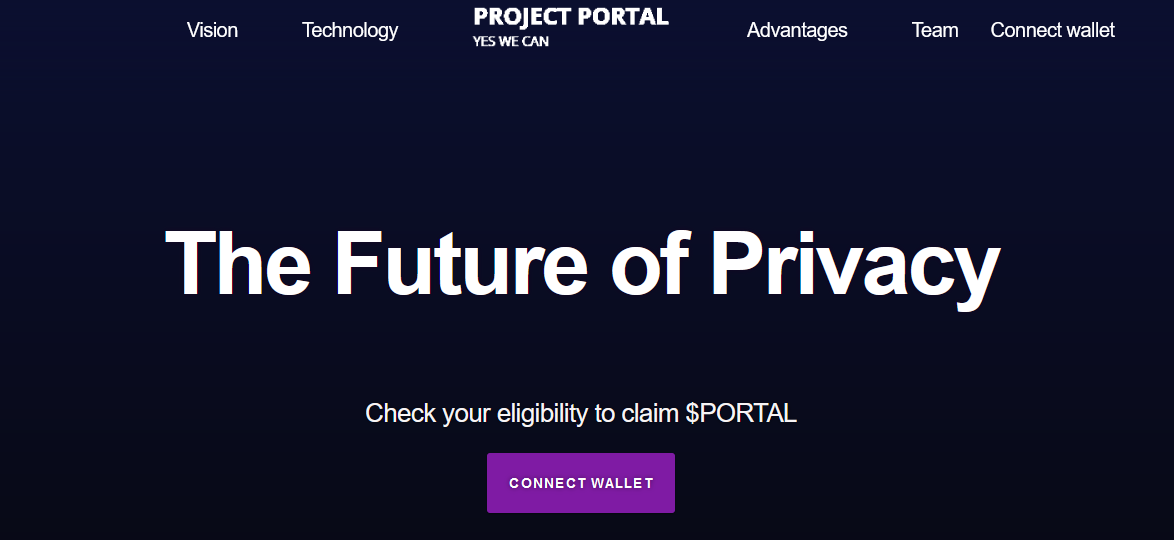 Vision
Technology
PROJECT PORTAL
YES WE CAN
Advantages
Team
Connect wallet
The Future of Privacy
Check your eligibility to claim $PORTAL
CONNECT WALLET